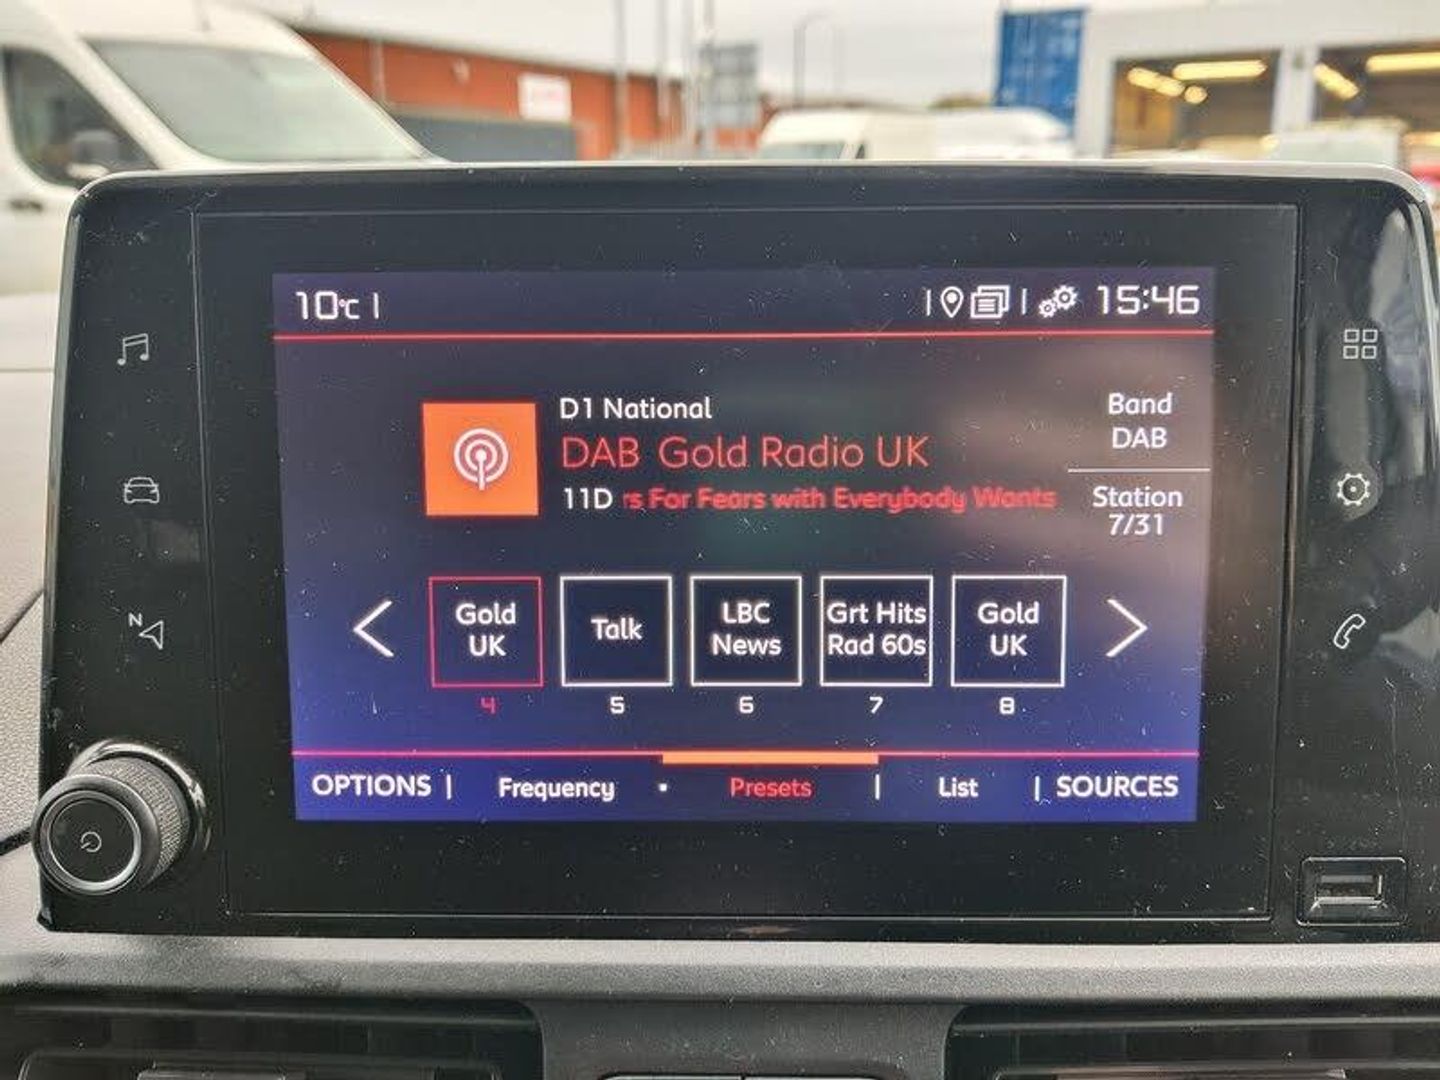 10°C
15:46
D1 National
DAB Gold Radio UK
11D rs For Fears with Everybody Wants
Band
DAB
Station
7/31
Gold
UK
Talk
LBC
News
Grt Hits
Rad 60s
Gold
UK
4
5
6
7
8
OPTIONS
Frequency
Presets
List
SOURCES
N